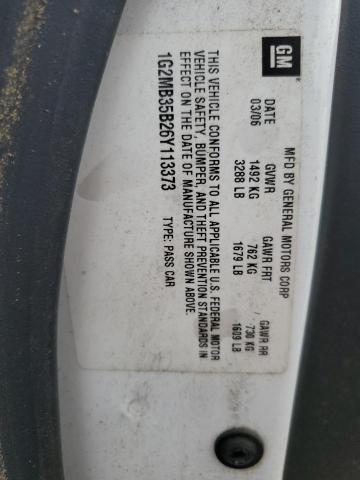 GM
MFD BY GENERAL MOTORS CORP
DATE GVWR GAWR FRT GAWR RR
03/06 1492 KG 762 KG 730 KG
3288 LB 1679 LB 1609 LB
THIS VEHICLE CONFORMS TO ALL APPLICABLE U.S. FEDERAL MOTOR
VEHICLE SAFETY, BUMPER, AND THEFT PREVENTION STANDARDS IN
EFFECT ON THE DATE OF MANUFACTURE SHOWN ABOVE.
1G2MB35B26Y113373 TYPE: PASS CAR